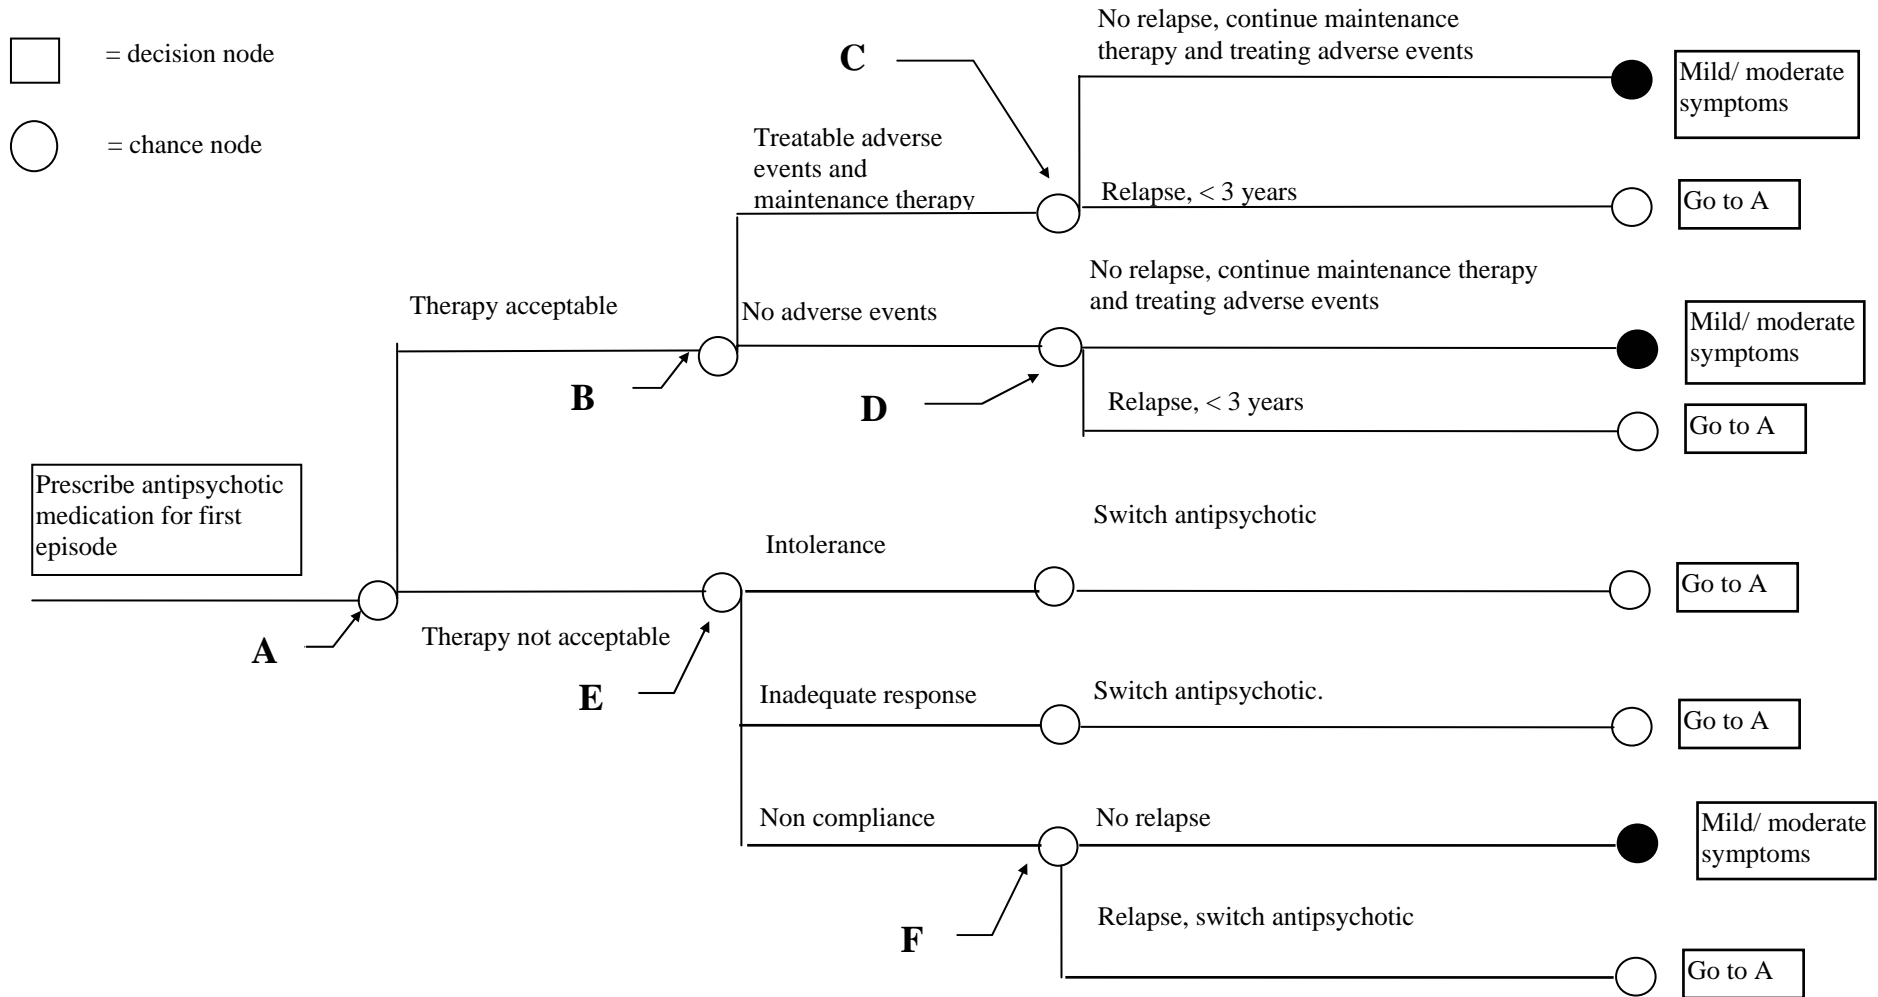 = decision node
= chance node
C
No relapse, continue maintenance
therapy and treating adverse events
Mild/ moderate
symptoms
Treatable adverse
events and
maintenance therapy
Relapse, < 3 years
Go to A
No relapse, continue maintenance therapy
and treating adverse events
Therapy acceptable
No adverse events
Mild/ moderate
symptoms
B
D
Relapse, < 3 years
Go to A
Prescribe antipsychotic
medication for first
episode
Switch antipsychotic
Intolerance
Go to A
A
Therapy not acceptable
E
Inadequate response
Switch antipsychotic.
Go to A
Non compliance
No relapse
Mild/ moderate
symptoms
F
Relapse, switch antipsychotic
Go to A